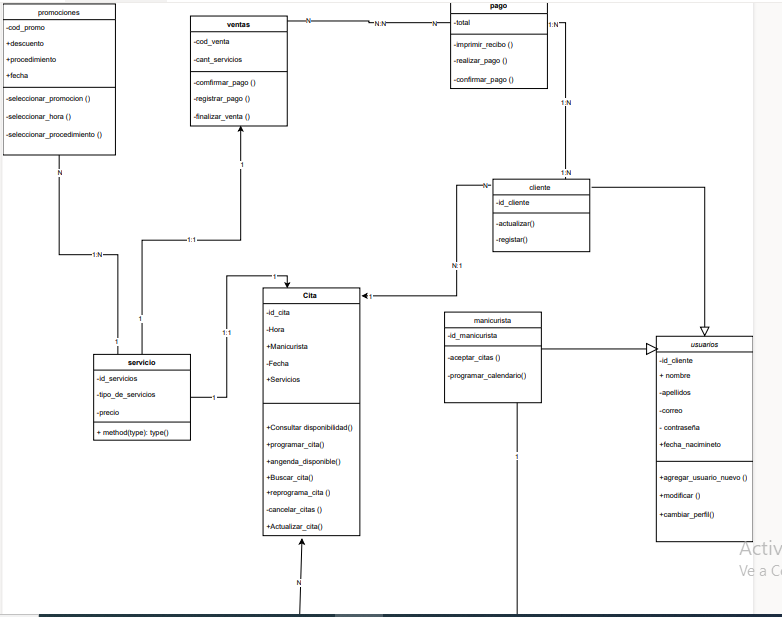 promociones
-cod_promo
+descuento
+procedimiento
+fecha
-seleccionar_promocion ()
-seleccionar_hora ()
-seleccionar_procedimiento ()
ventas
-cod_venta
-cant_servicios
-comfirmar_pago ()
-registrar_pago ()
-finalizar_venta ()
pago
-total
-imprimir_recibo ()
-realizar_pago ()
-confirmar_pago ()
N
N:N
N
1:N
1:N
1:N
cliente
-id_cliente
-actualizar()
-registar()
N
N:1
1
N
1:N
1
1
1:1
1
servicio
-id_servicios
-tipo_de_servicios
-precio
+ method(type): type()
1
1:1
1
Cita
-id_cita
-Hora
+Manicurista
-Fecha
+Servicios
+Consultar disponibilidad()
+programar_cita()
+angenda_disponible()
+Buscar_cita()
+reprograma_cita ()
-cancelar_citas ()
+Actualizar_cita()
N
manicurista
-id_manicurista
-aceptar_citas ()
-programar_calendario()
1
usuarios
-id_cliente
+ nombre
-apellidos
-correo
- contraseña
+fecha_nacimineto
+agregar_usuario_nuevo ()
+modificar ()
+cambiar_perfil()
Activ
Ve a Co